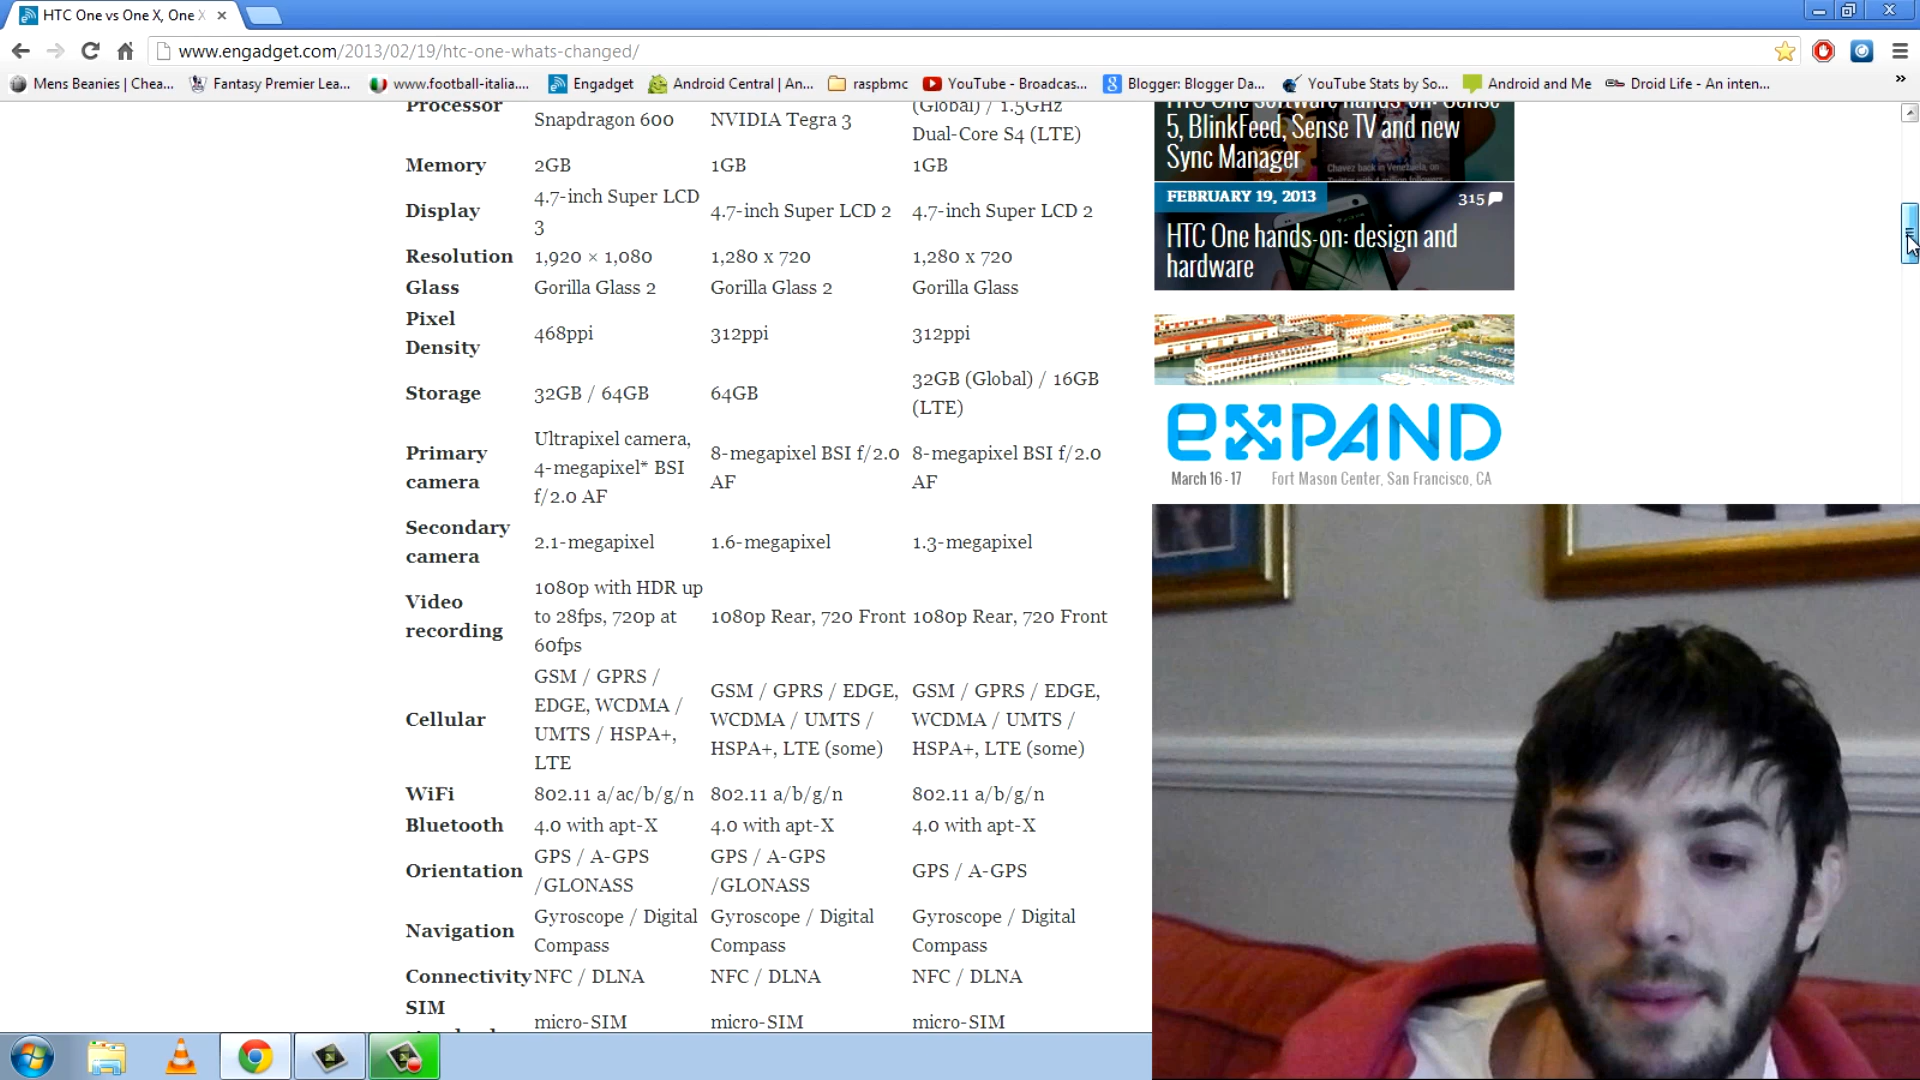 HTC One vs One X, One X
www.engadget.com/2013/02/19/htc-one-whats-changed/
Mens Beanies | Chea... Fantasy Premier Lea... www.football-italia.... Engadget Android Central | An... raspbmc YouTube - Broadcas... Blogger: Blogger Da... YouTube Stats by So... Android and Me Droid Life - An inten... »
Processor Snapdragon 600 NVIDIA Tegra 3 (Global) / 1.5GHz
Dual-Core S4 (LTE)
Memory 2GB 1GB 1GB
Display 4.7-inch Super LCD
3 4.7-inch Super LCD 2 4.7-inch Super LCD 2
Resolution 1,920 × 1,080 1,280 x 720 1,280 x 720
Glass Gorilla Glass 2 Gorilla Glass 2 Gorilla Glass
Pixel
Density 468ppi 312ppi 312ppi
Storage 32GB / 64GB 64GB 32GB (Global) / 16GB
(LTE)
Primary
camera Ultrapixel camera,
4-megapixel* BSI
f/2.0 AF 8-megapixel BSI f/2.0
AF 8-megapixel BSI f/2.0
AF
Secondary
camera 2.1-megapixel 1.6-megapixel 1.3-megapixel
Video
recording 1080p with HDR up
to 28fps, 720p at
60fps 1080p Rear, 720 Front 1080p Rear, 720 Front
Cellular GSM / GPRS /
EDGE, WCDMA /
UMTS / HSPA+,
LTE GSM / GPRS / EDGE,
WCDMA / UMTS /
HSPA+, LTE (some) GSM / GPRS / EDGE,
WCDMA / UMTS /
HSPA+, LTE (some)
WiFi 802.11 a/ac/b/g/n 802.11 a/b/g/n 802.11 a/b/g/n
Bluetooth 4.0 with apt-X 4.0 with apt-X 4.0 with apt-X
Orientation GPS / A-GPS
/GLONASS GPS / A-GPS
/GLONASS GPS / A-GPS
Navigation Gyroscope / Digital
Compass Gyroscope / Digital
Compass Gyroscope / Digital
Compass
Connectivity NFC / DLNA NFC / DLNA NFC / DLNA
SIM
micro-SIM micro-SIM micro-SIM
HTC One software hands-on: Sense
5, BlinkFeed, Sense TV and new
Sync Manager
Chavez back in Venezuela, on
FEBRUARY 19, 2013 315
HTC One hands-on: design and
hardware
EXPAND
March 16 - 17 Fort Mason Center, San Francisco, CA